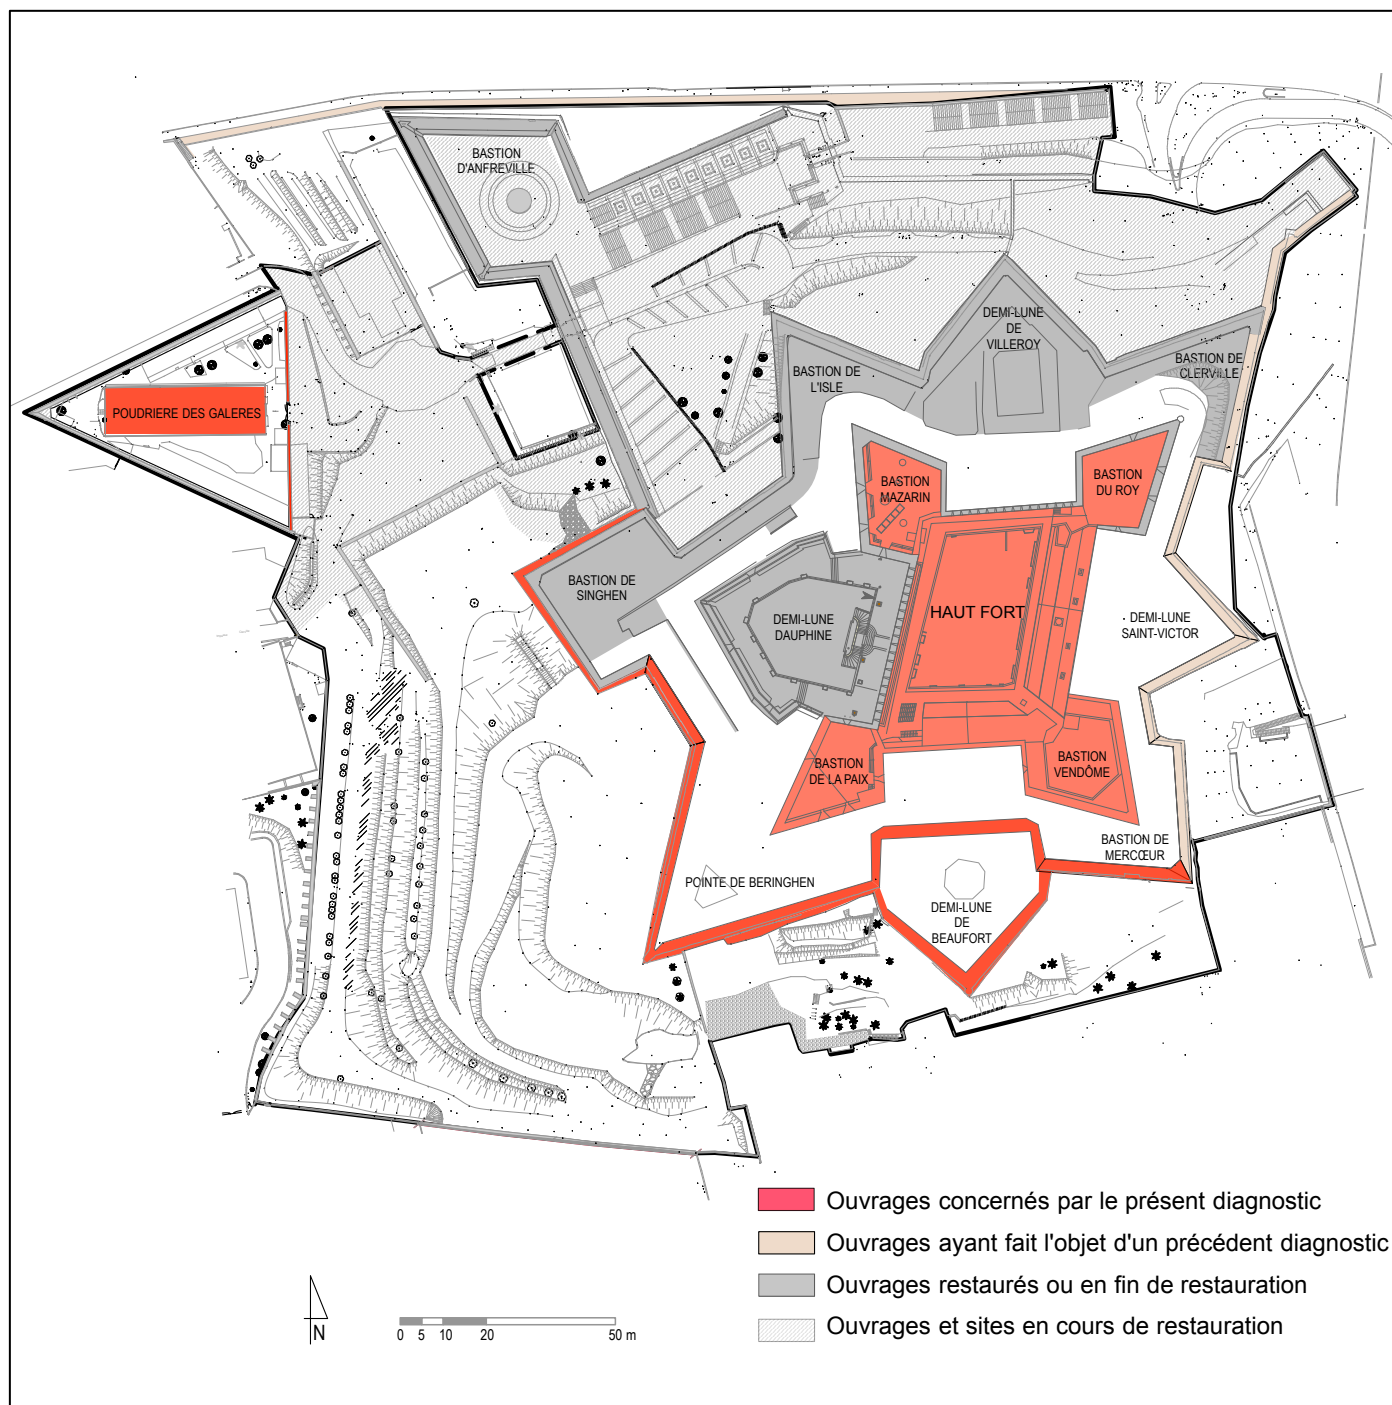 BASTION
D'ANFREVILLE
DEMI-LUNE
DE
VILLEROY
BASTION DE
L'ISLE
BASTION DE
CLERVILLE
POUDRIERE DES GALERES
BASTION
MAZARIN
BASTION
DU ROY
BASTION DE
SINGHEN
DEMI-LUNE
DAUPHINE
HAUT FORT
DEMI-LUNE
SAINT-VICTOR
BASTION
DE LA PAIX
BASTION
VENDÔME
BASTION DE
MERCŒUR
POINTE DE BERINGHEN
DEMI-LUNE
DE
BEAUFORT
Ouvrages concernés par le présent diagnostic
Ouvrages ayant fait l'objet d'un précédent diagnostic
Ouvrages restaurés ou en fin de restauration
Ouvrages et sites en cours de restauration
N
0 5 10 20 50 m